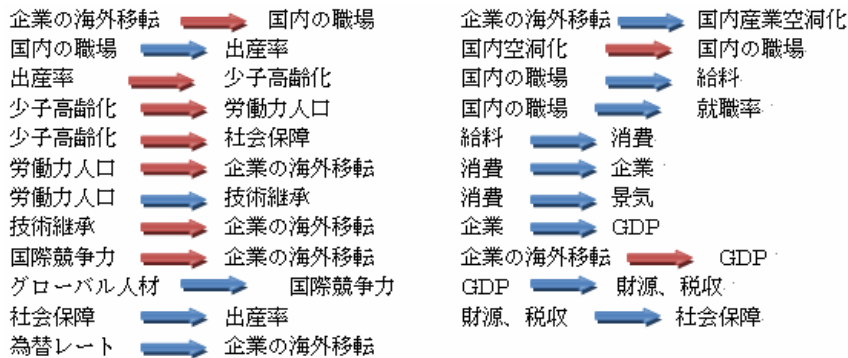 企業の海外移転 国内の職場
国内の職場 出産率
出産率 少子高齢化
少子高齢化 労働力人口
少子高齢化 社会保障
労働力人口 企業の海外移転
労働力人口 技術継承
技術継承 企業の海外移転
国際競争力 企業の海外移転
グローバル人材 国際競争力
社会保障 出産率
為替レート 企業の海外移転
企業の海外移転 国内産業空洞化
国内空洞化 国内の職場
国内の職場 給料
国内の職場 就職率
給料 消費
消費 企業
消費 景気
企業 GDP
企業の海外移転 GDP
GDP 財源、税収
財源、税収 社会保障